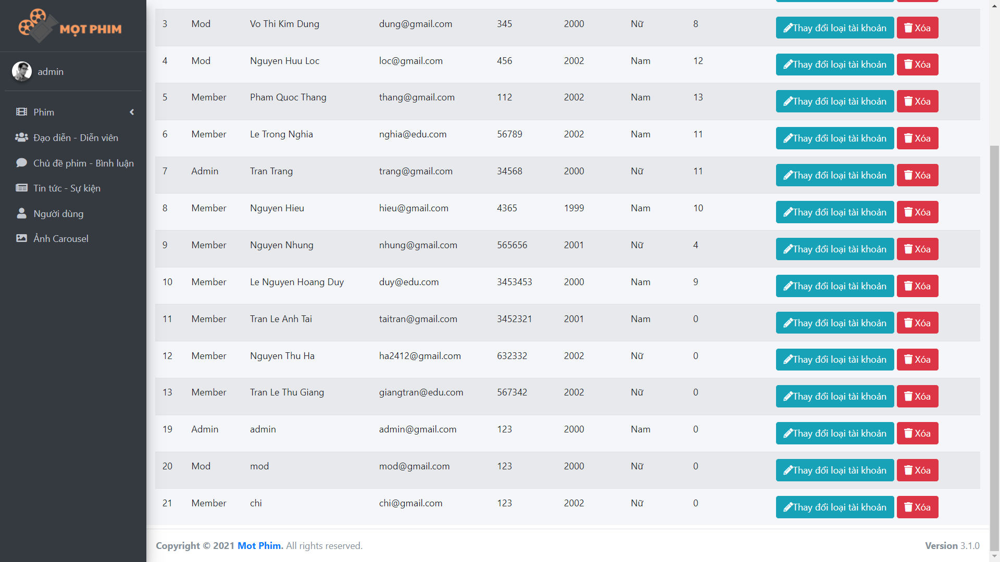 MỌT PHIM
admin
Phim
Đạo diễn - Diễn viên
Chủ đề phim - Bình luận
Tin tức - Sự kiện
Người dùng
Ảnh Carousel
3 Mod Vo Thi Kim Dung dung@gmail.com 345 2000 Nữ 8 Thay đổi loại tài khoản Xóa
4 Mod Nguyen Huu Loc loc@gmail.com 456 2002 Nam 12 Thay đổi loại tài khoản Xóa
5 Member Pham Quoc Thang thang@gmail.com 112 2002 Nam 13 Thay đổi loại tài khoản Xóa
6 Member Le Trong Nghia nghia@edu.com 56789 2002 Nam 11 Thay đổi loại tài khoản Xóa
7 Admin Tran Trang trang@gmail.com 34568 2000 Nữ 11 Thay đổi loại tài khoản Xóa
8 Member Nguyen Hieu hieu@gmail.com 4365 1999 Nam 10 Thay đổi loại tài khoản Xóa
9 Member Nguyen Nhung nhung@gmail.com 565656 2001 Nữ 4 Thay đổi loại tài khoản Xóa
10 Member Le Nguyen Hoang Duy duy@edu.com 3453453 2000 Nam 9 Thay đổi loại tài khoản Xóa
11 Member Tran Le Anh Tai taitran@gmail.com 3452321 2001 Nam 0 Thay đổi loại tài khoản Xóa
12 Member Nguyen Thu Ha ha2412@gmail.com 632332 2002 Nữ 0 Thay đổi loại tài khoản Xóa
13 Member Tran Le Thu Giang giangtran@edu.com 567342 2002 Nữ 0 Thay đổi loại tài khoản Xóa
19 Admin admin admin@gmail.com 123 2000 Nam 0 Thay đổi loại tài khoản Xóa
20 Mod mod mod@gmail.com 123 2000 Nữ 0 Thay đổi loại tài khoản Xóa
21 Member chi chi@gmail.com 123 2002 Nữ 0 Thay đổi loại tài khoản Xóa
Copyright © 2021 Mot Phim. All rights reserved. Version 3.1.0